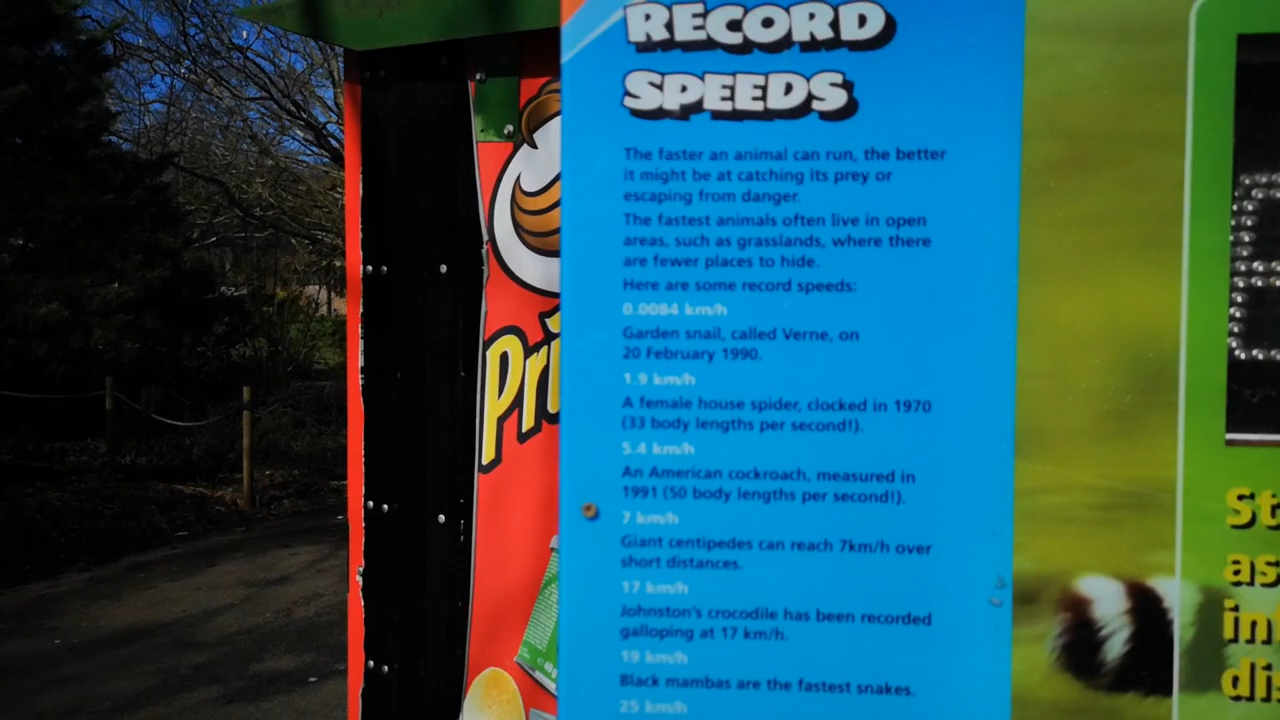 RECORD
SPEEDS
The faster an animal can run, the better
it might be at catching its prey or
escaping from danger.
The fastest animals often live in open
areas, such as grasslands, where there
are fewer places to hide.
Here are some record speeds:
0.0084 km/h
Garden snail, called Verne, on
20 February 1990.
1.9 km/h
A female house spider, clocked in 1970
(33 body lengths per second!).
5.4 km/h
An American cockroach, measured in
1991 (50 body lengths per second!).
7 km/h
Giant centipedes can reach 7km/h over
short distances.
17 km/h
Johnston's crocodile has been recorded
galloping at 17 km/h.
19 km/h
Black mambas are the fastest snakes.
25 km/h
Pri
St
as
in
di